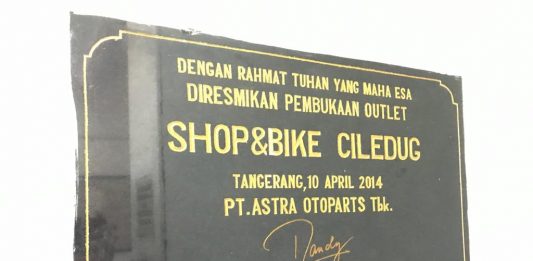 DENGAN RAHMAT TUHAN YANG MAHA ESA
DIRESMIKAN PEMBUKAAN OUTLET
SHOP&BIKE CILEDUG
TANGERANG,10 APRIL 2014
PT.ASTRA OTOPARTS Tbk.
Dandy